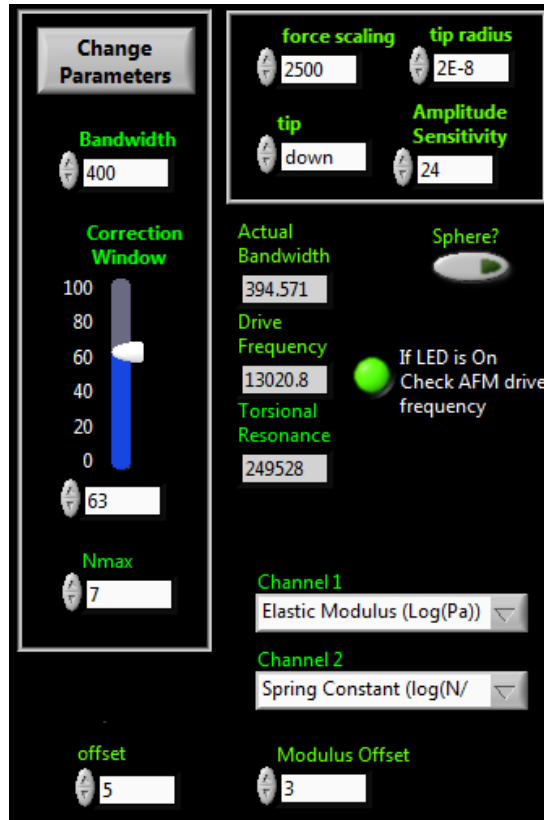 Change
Parameters
Bandwidth
400
Correction
Window
100
80
60
40
20
0
63
Nmax
7
force scaling
2500
tip radius
2E-8
tip
down
Amplitude
Sensitivity
24
Actual
Bandwidth
394.571
Sphere?
Drive
Frequency
13020.8
If LED is On
Check AFM drive
frequency
Torsional
Resonance
249528
Channel 1
Elastic Modulus (Log(Pa))
Channel 2
Spring Constant (log(N/
offset
5
Modulus Offset
3